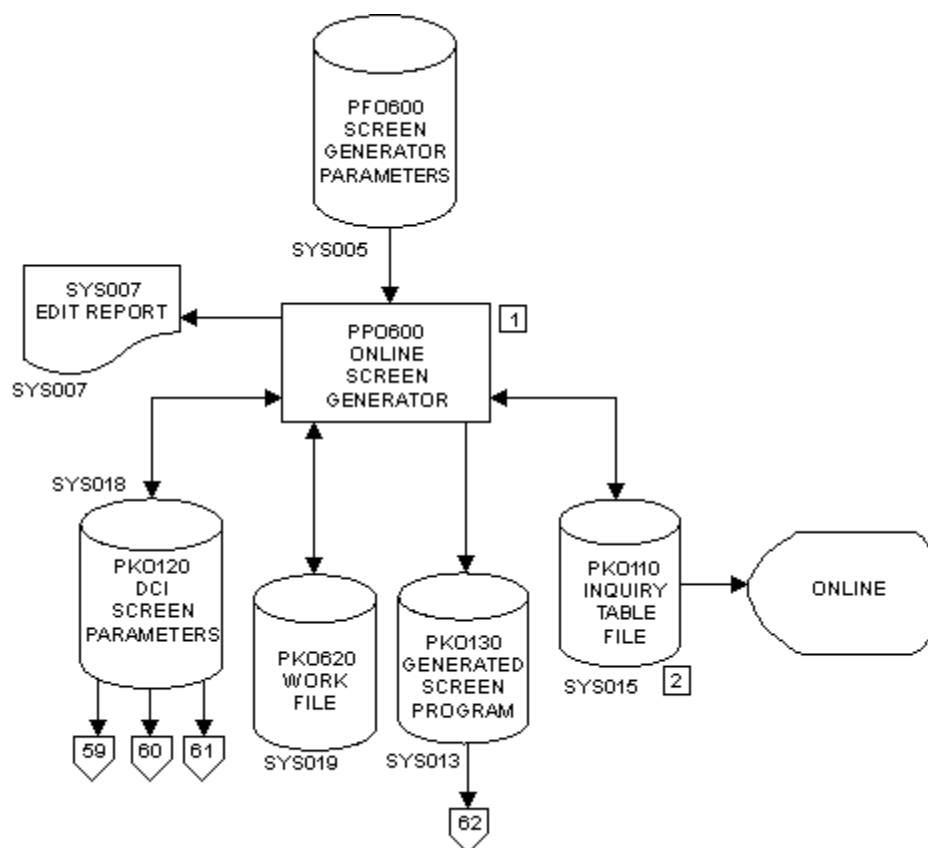 PFO600
SCREEN
GENERATOR
PARAMETERS
SYS005
SYS007
EDIT REPORT
SYS007
PPO600
ONLINE
SCREEN
GENERATOR
1
SYS018
PKO120
DCI
SCREEN
PARAMETERS
59
60
61
PKO620
WORK
FILE
SYS019
PKO130
GENERATED
SCREEN
PROGRAM
SYS013
62
PKO110
INQUIRY
TABLE
FILE
SYS015
2
ONLINE